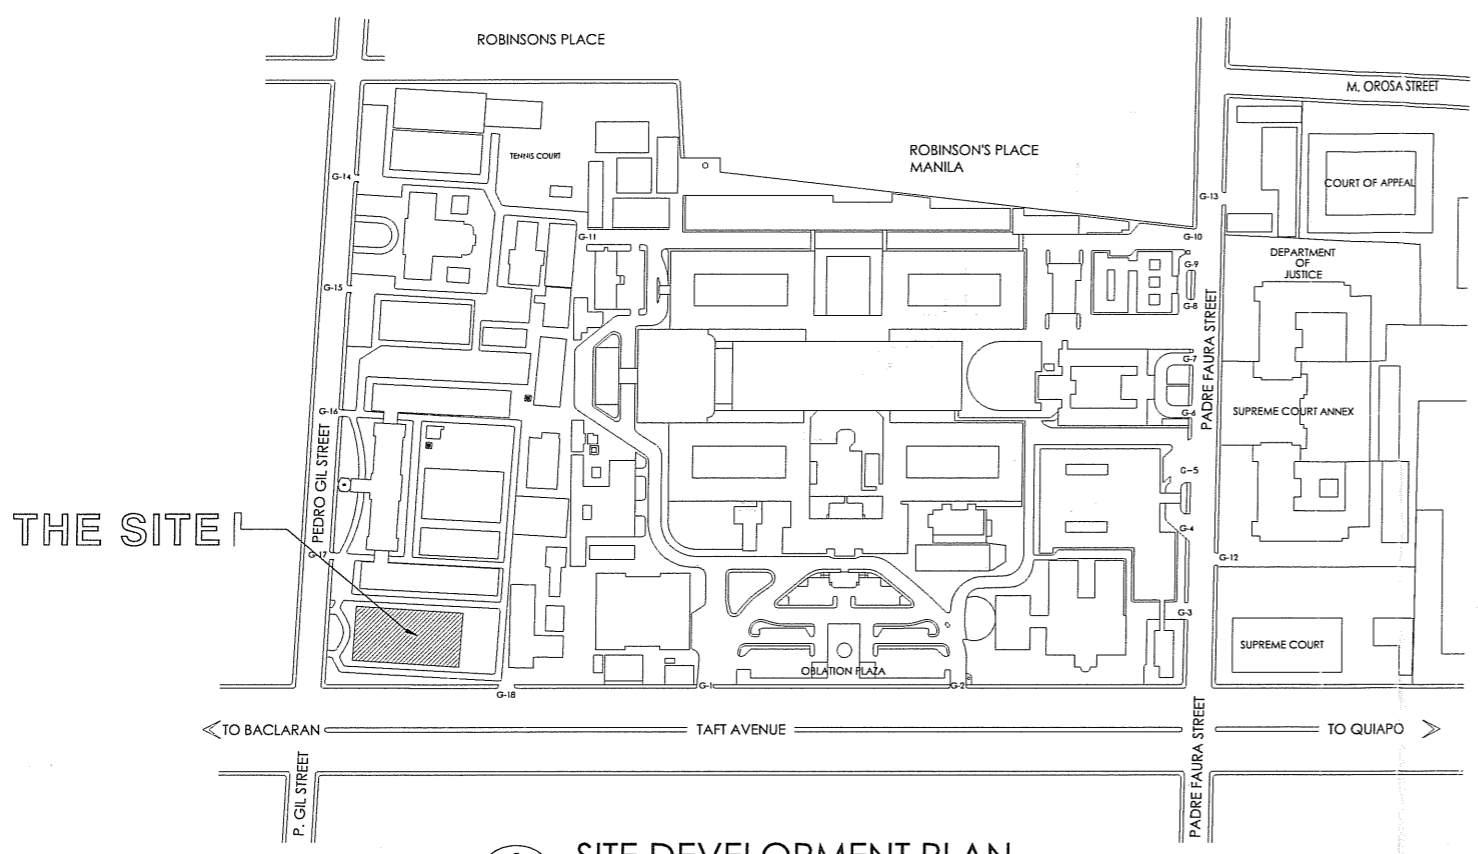 ROBINSONS PLACE
M. OROSA STREET
ROBINSON'S PLACE
MANILA
TENNIS COURT
COURT OF APPEAL
G-14
G-13
G-11
G-10
DEPARTMENT
OF
JUSTICE
G-9
G-15
G-8
PADRE FAURA STREET
G-7
G-16
G-6
SUPREME COURT ANNEX
PEDRO GIL STREET
G-5
THE SITE
G-4
G-17
G-12
G-3
SUPREME COURT
OBLATION PLAZA
G-18
G-1
G-2
TO BACLARAN
TAFT AVENUE
TO QUIAPO
P. GIL STREET
PADRE FAURA STREET
SITE DEVELOPMENT PLAN